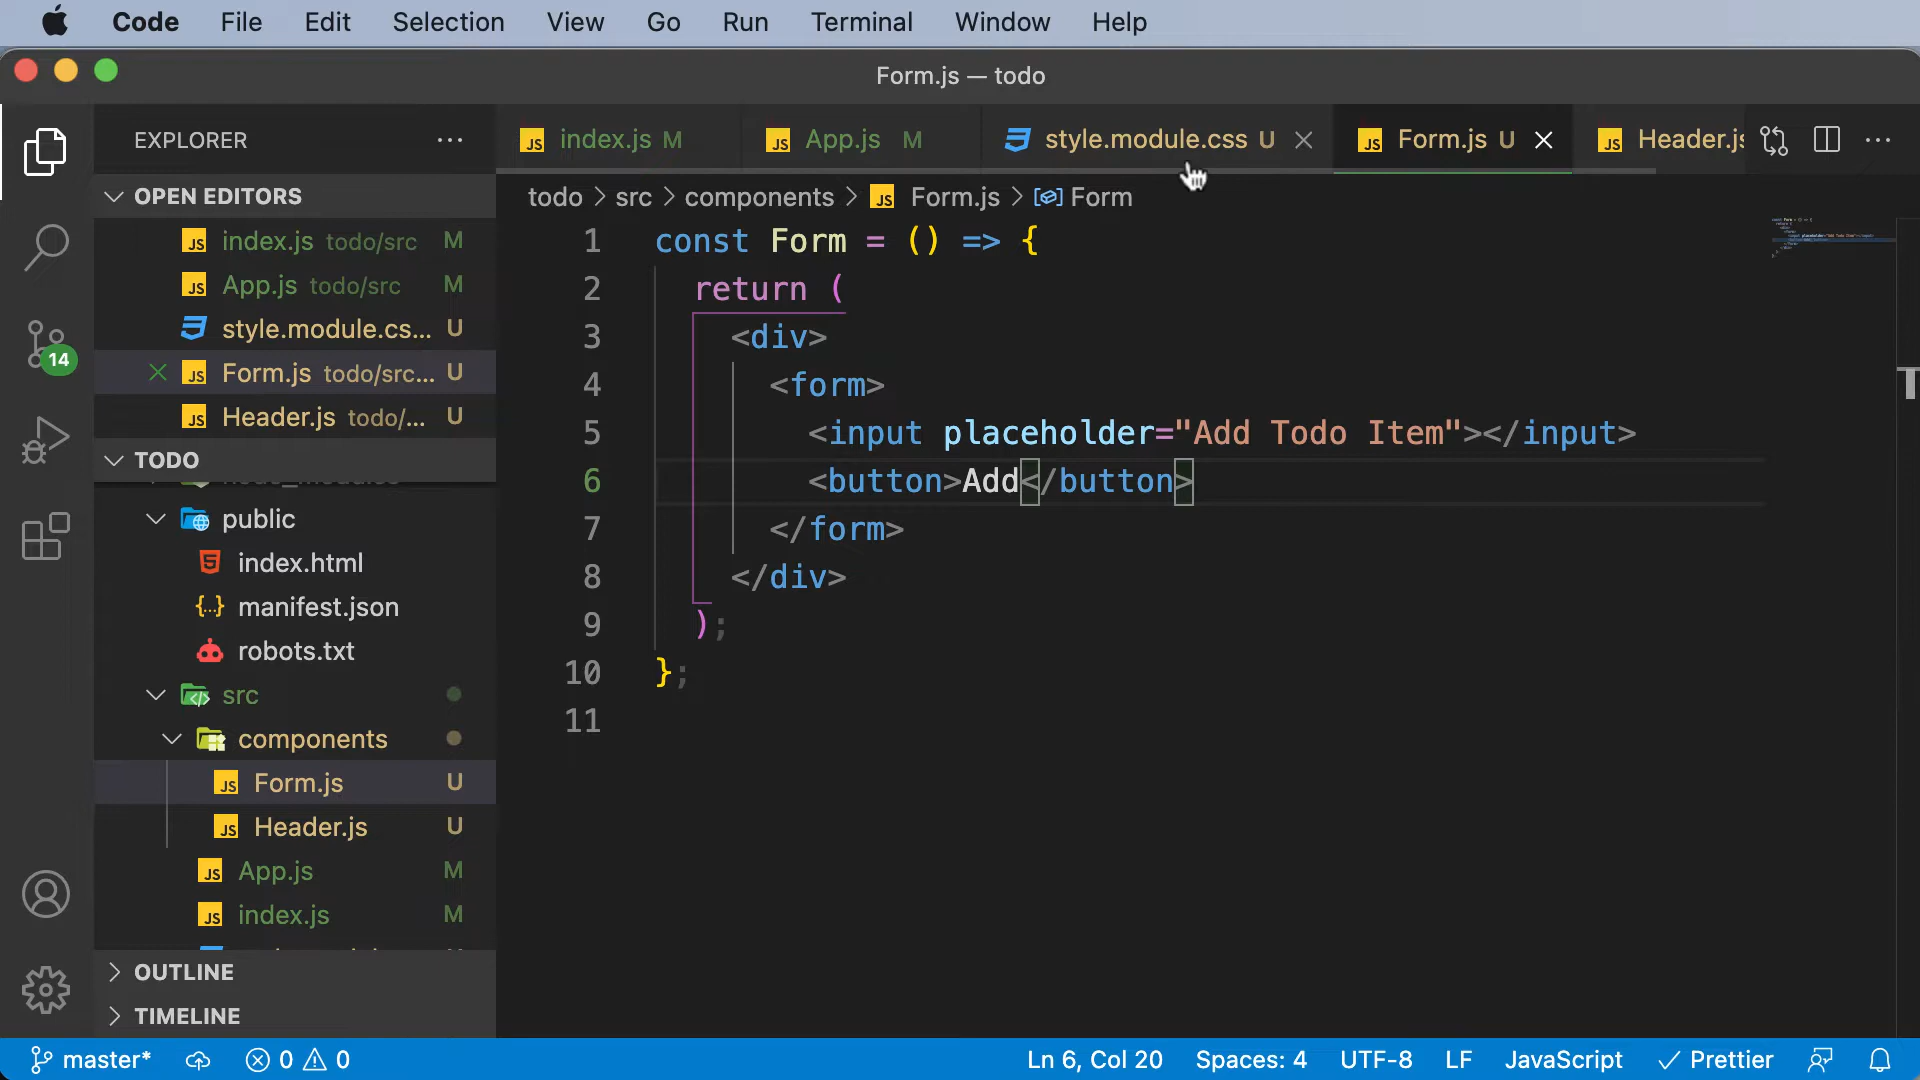 Code File Edit Selection View Go Run Terminal Window Help
Form.js — todo
EXPLORER
index.js M
App.js M
style.module.css U
Form.js U
Header.js
OPEN EDITORS
index.js todo/src M
App.js todo/src M
style.module.cs... U
Form.js todo/src... U
Header.js todo/... U
TODO
public
index.html
manifest.json
robots.txt
src
components
Form.js U
Header.js U
App.js M
index.js M
OUTLINE
TIMELINE
todo > src > components > Form.js > Form
1 const Form = () => {
2 return (
3 <div>
4 <form>
5 <input placeholder="Add Todo Item"></input>
6 <button>Add</button>
7 </form>
8 </div>
9 );
10 };
11
14
master* 0 0 Ln 6, Col 20 Spaces: 4 UTF-8 LF JavaScript Prettier